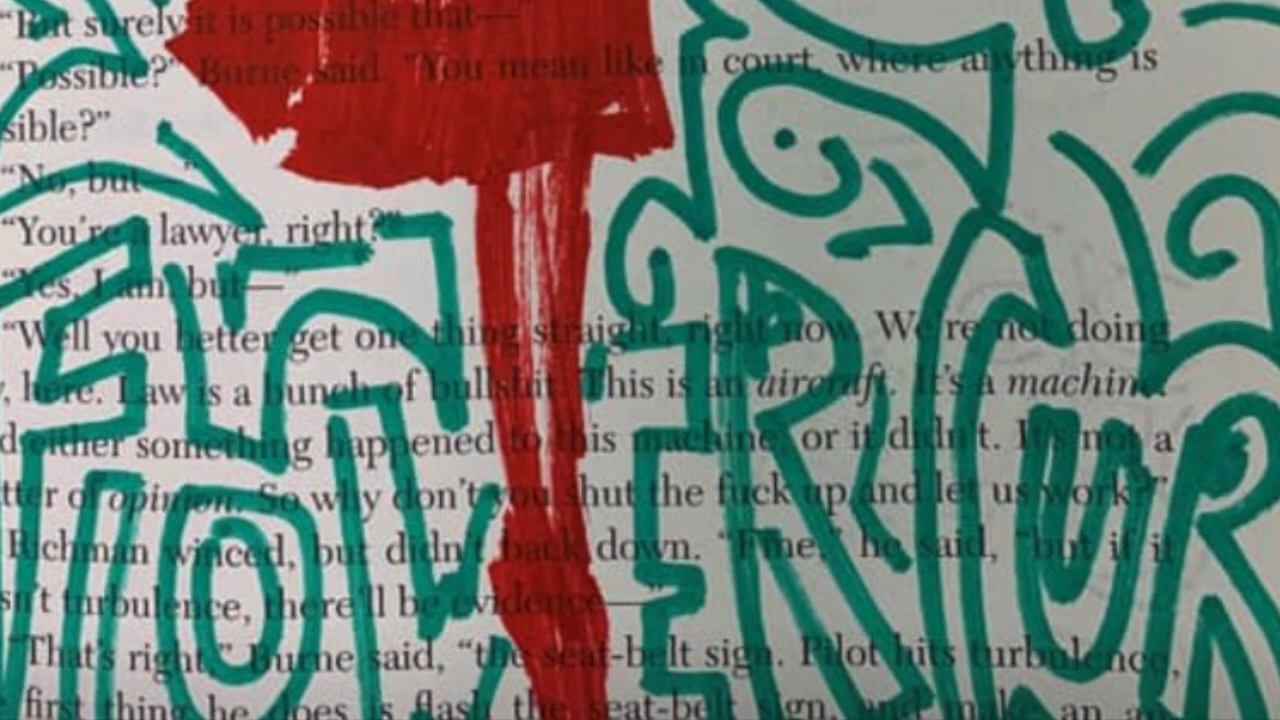 “But surely it is possible that—”
“Possible?” Burne said. “You mean like in court, where anything is
sible?”
“No, but—”
“You’re a lawyer, right?”
“Yes, I am, but—”
“Well you better get one thing straight, right now. We’re not doing
, here. Law is a bunch of bullshit. This is an aircraft. It’s a machine.
d either something happened to this machine, or it didn’t. It’s not a
tter of opinion. So why don’t you shut the fuck up and let us work?”
Richman winced, but didn’t back down. “Fine,” he said, “but if it
sn’t turbulence, there’ll be evidence—”
“That’s right,” Burne said, “the seat-belt sign. Pilot hits turbulence,
first thing he does is flash the seat-belt sign, and make an an